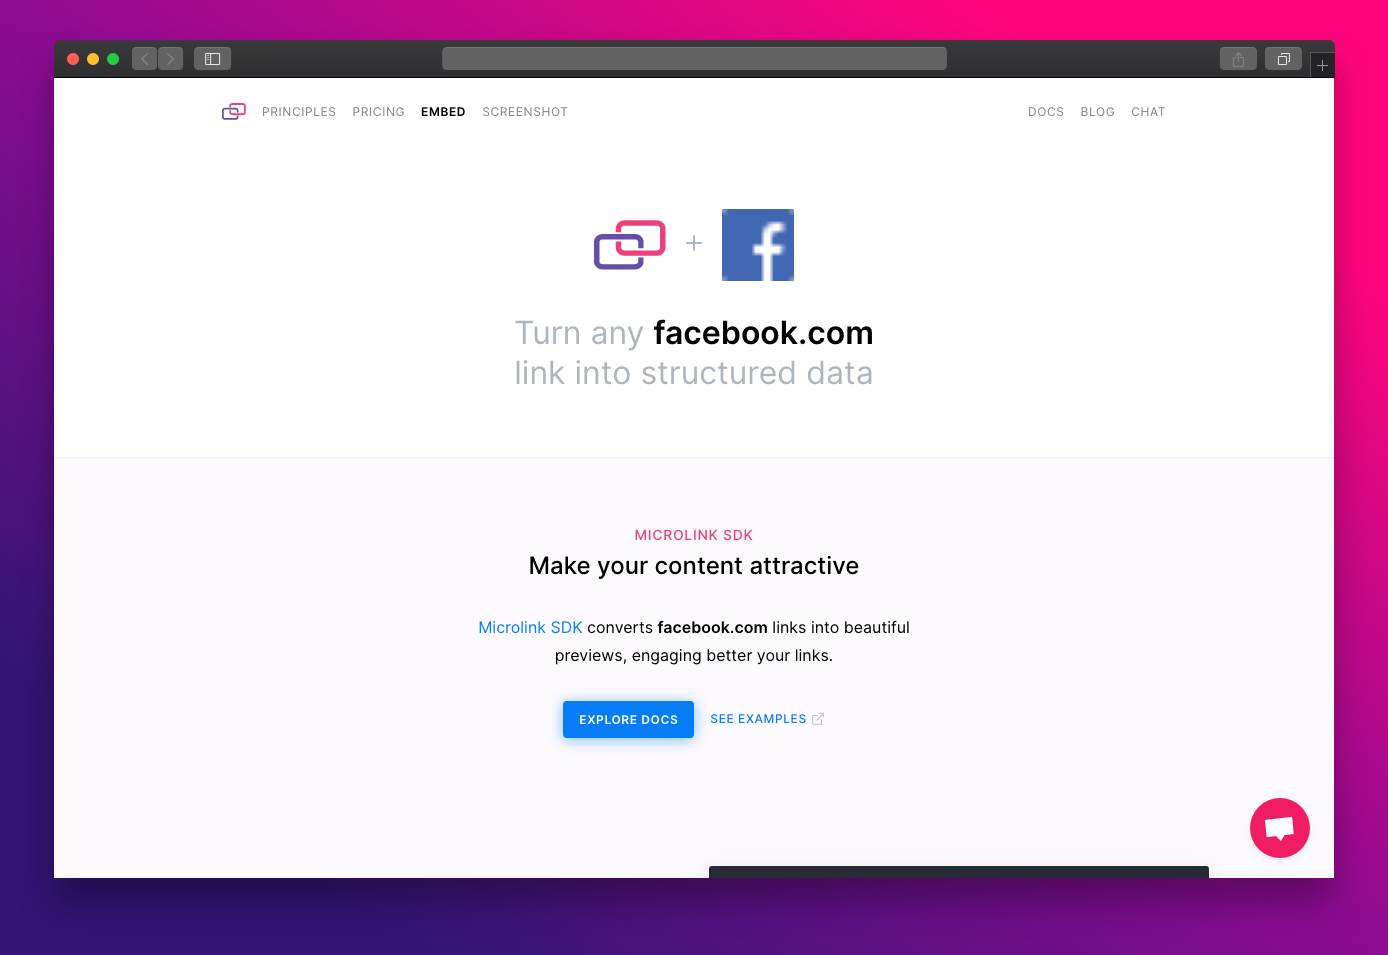 PRINCIPLES PRICING EMBED SCREENSHOT DOCS BLOG CHAT
Turn any facebook.com
link into structured data
MICROLINK SDK
Make your content attractive
Microlink SDK converts facebook.com links into beautiful
previews, engaging better your links.
EXPLORE DOCS SEE EXAMPLES